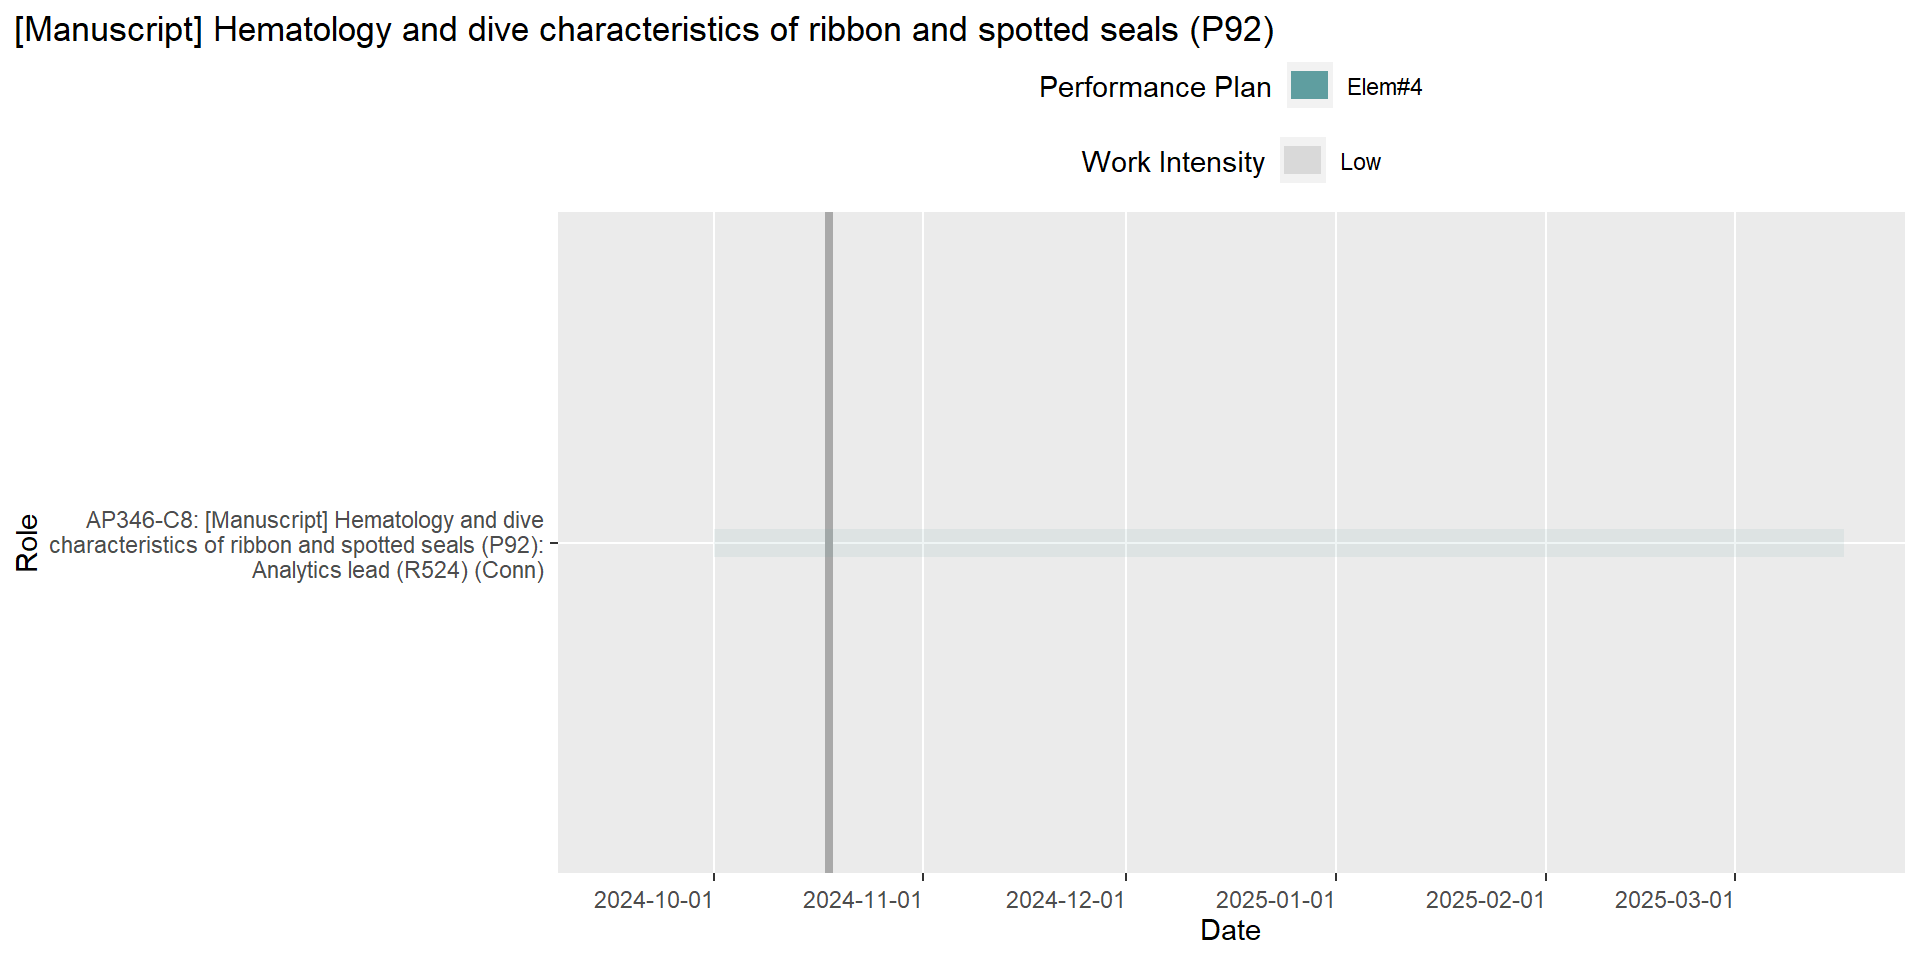 [Manuscript] Hematology and dive characteristics of ribbon and spotted seals (P92)
Performance Plan
Elem#4
Work Intensity
Low
Role
AP346-C8: [Manuscript] Hematology and dive
characteristics of ribbon and spotted seals (P92):
Analytics lead (R524) (Conn)
2024-10-01
2024-11-01
2024-12-01
2025-01-01
2025-02-01
2025-03-01
Date